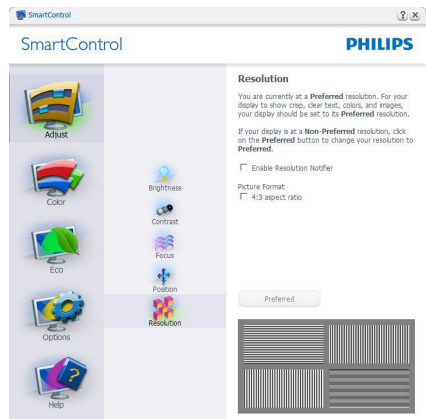 SmartControl
SmartControl
PHILIPS
Adjust
Color
Eco
Options
Help
Brightness
Contrast
Focus
Position
Resolution
Resolution
You are currently at a Preferred resolution. For your
display to show crisp, clear text, colors, and images,
your display should be set to its Preferred resolution.
If your display is at a Non-Preferred resolution, click
on the Preferred button to change your resolution to
Preferred.
Enable Resolution Notifier
Picture Format
4:3 aspect ratio
Preferred